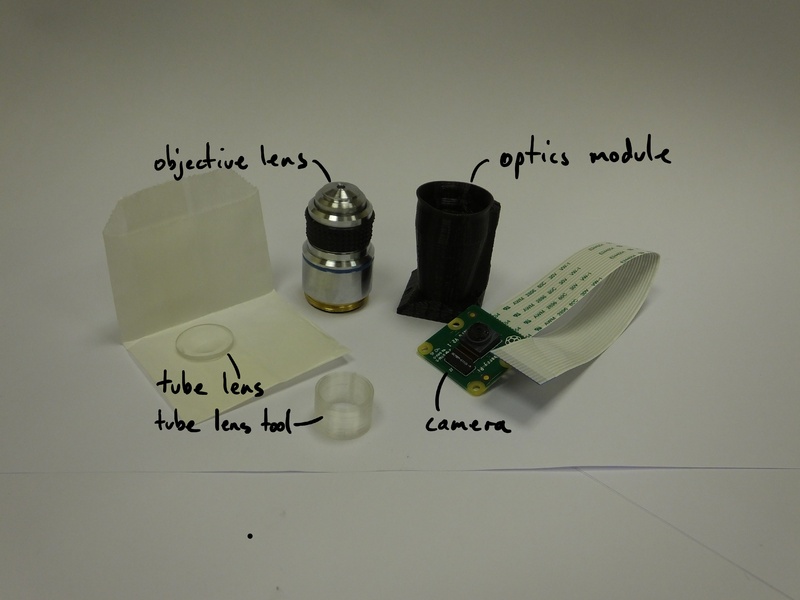 objective lens
optics module
tube lens
tube lens tool
camera